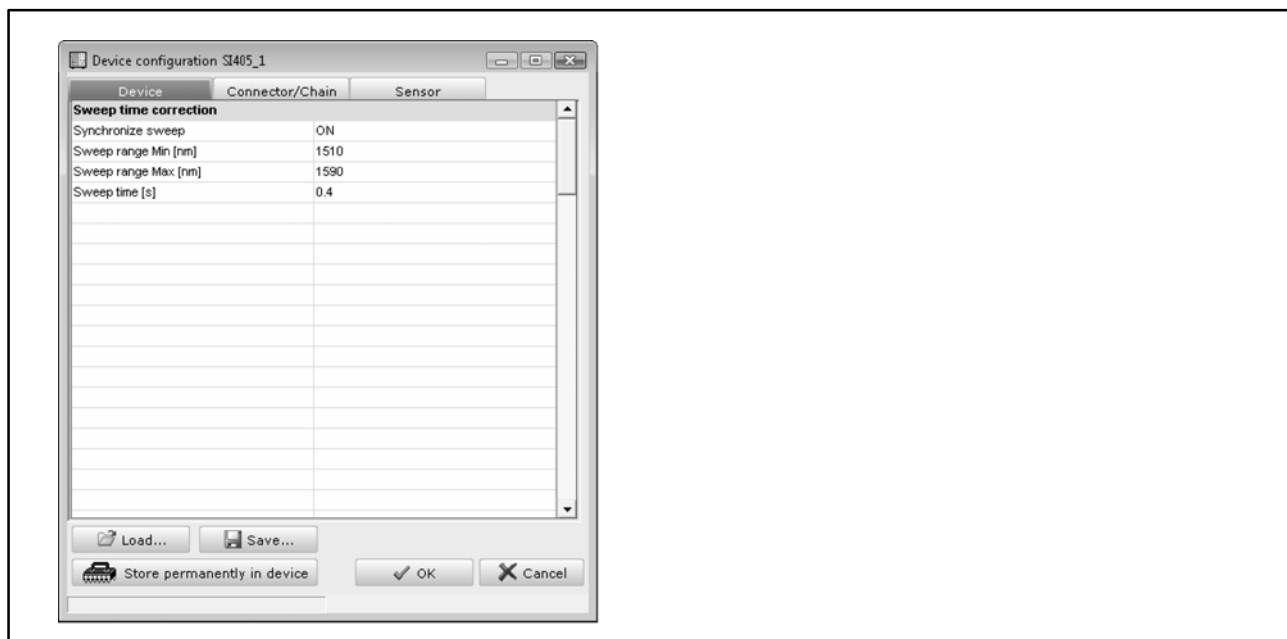 Device configuration SI405_1
Device Connector/Chain Sensor
Sweep time correction
Synchronize sweep ON
Sweep range Min [nm] 1510
Sweep range Max [nm] 1590
Sweep time [s] 0.4
Load... Save...
Store permanently in device OK Cancel